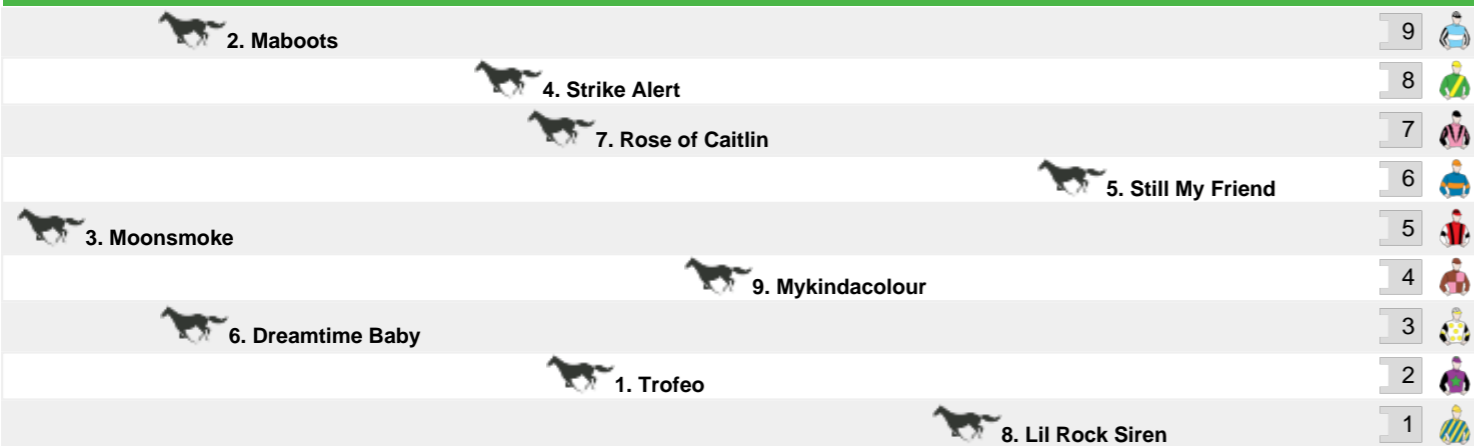 2. Maboots 9
4. Strike Alert 8
7. Rose of Caitlin 7
5. Still My Friend 6
3. Moonsmoke 5
9. Mykindacolour 4
6. Dreamtime Baby 3
1. Trofeo 2
8. Lil Rock Siren 1